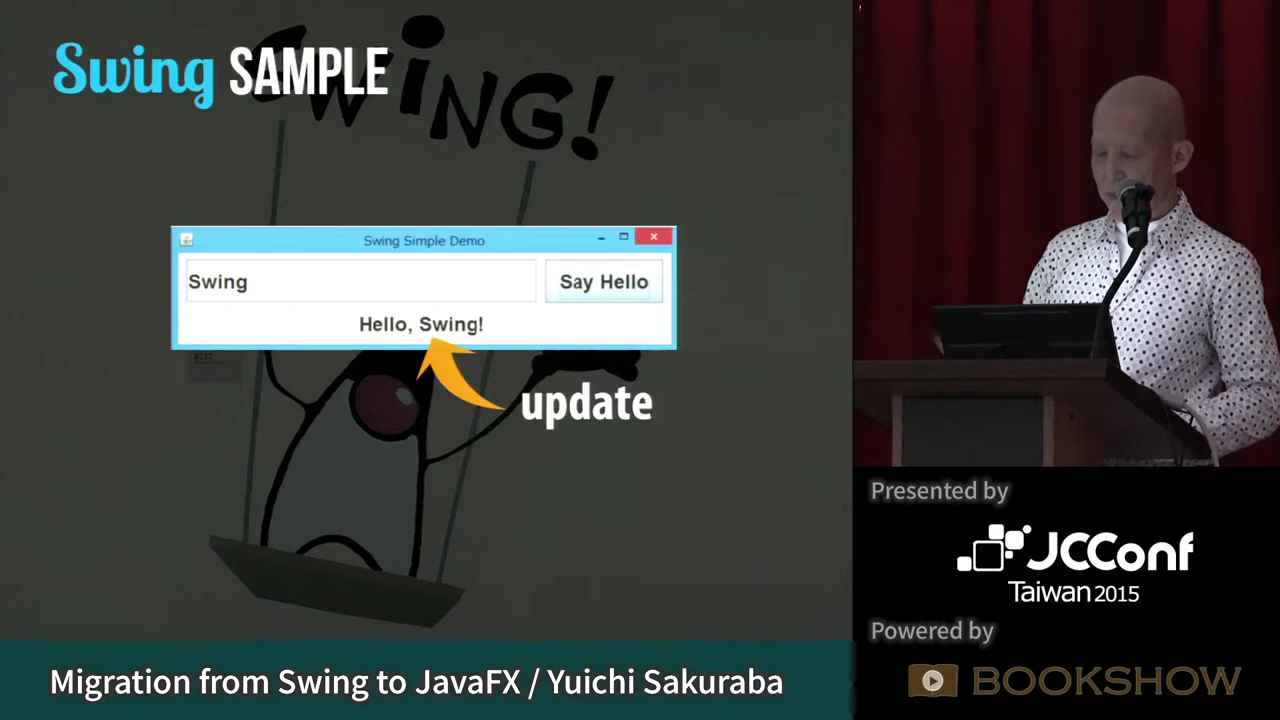 Swing SAMPLE
SWiNG!
Swing Simple Demo
Swing
Say Hello
Hello, Swing!
update
Migration from Swing to JavaFX / Yuichi Sakuraba
Presented by
JCConf
Taiwan 2015
Powered by
BOOKSHOW